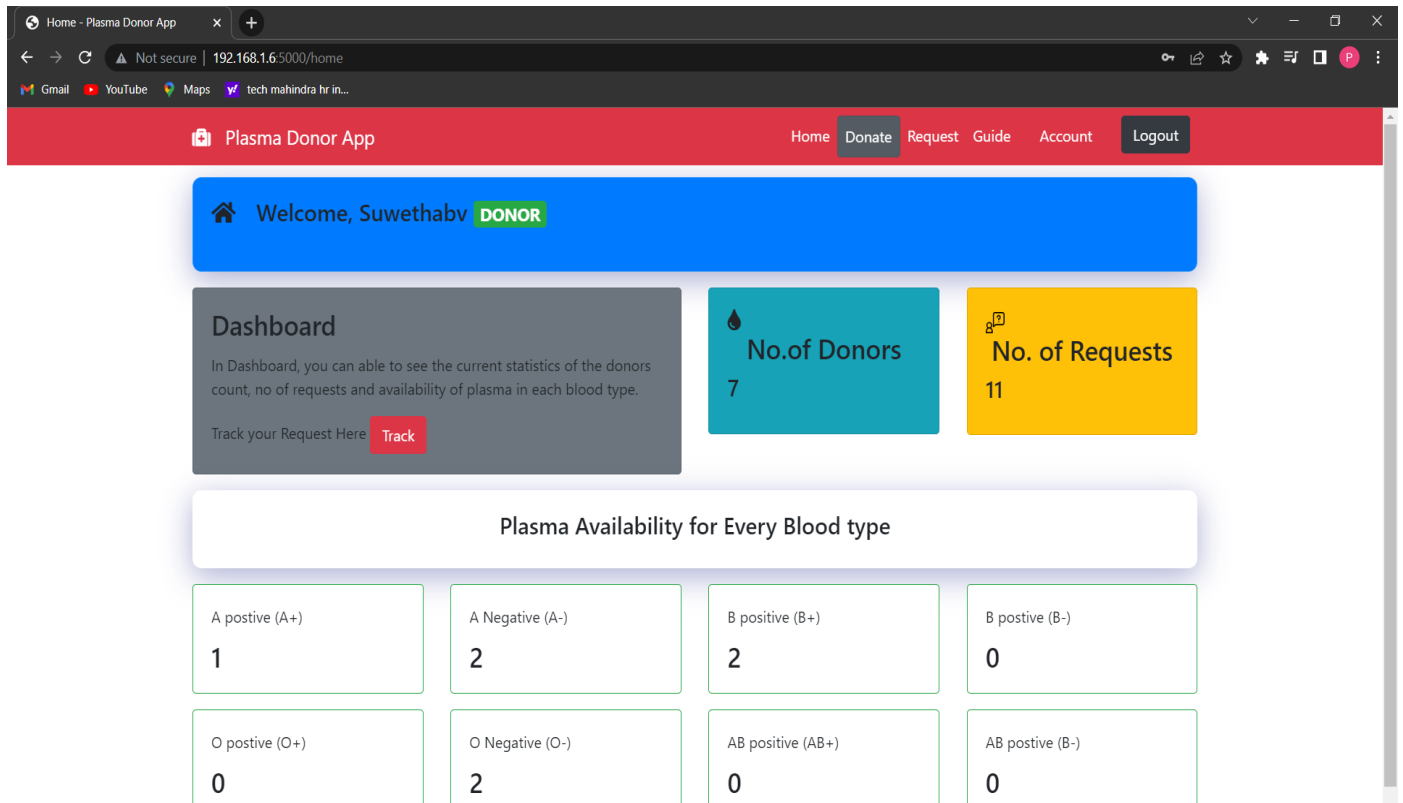 Home - Plasma Donor App
Not secure | 192.168.1.6:5000/home
Gmail YouTube Maps tech mahindra hr in...
Plasma Donor App Home Donate Request Guide Account Logout
Welcome, Suwethabv DONOR
Dashboard
In Dashboard, you can able to see the current statistics of the donors
count, no of requests and availability of plasma in each blood type.
Track your Request Here Track
No.of Donors
7
No. of Requests
11
Plasma Availability for Every Blood type
A postive (A+)
1
A Negative (A-)
2
B positive (B+)
2
B postive (B-)
0
O postive (O+)
0
O Negative (O-)
2
AB positive (AB+)
0
AB postive (B-)
0